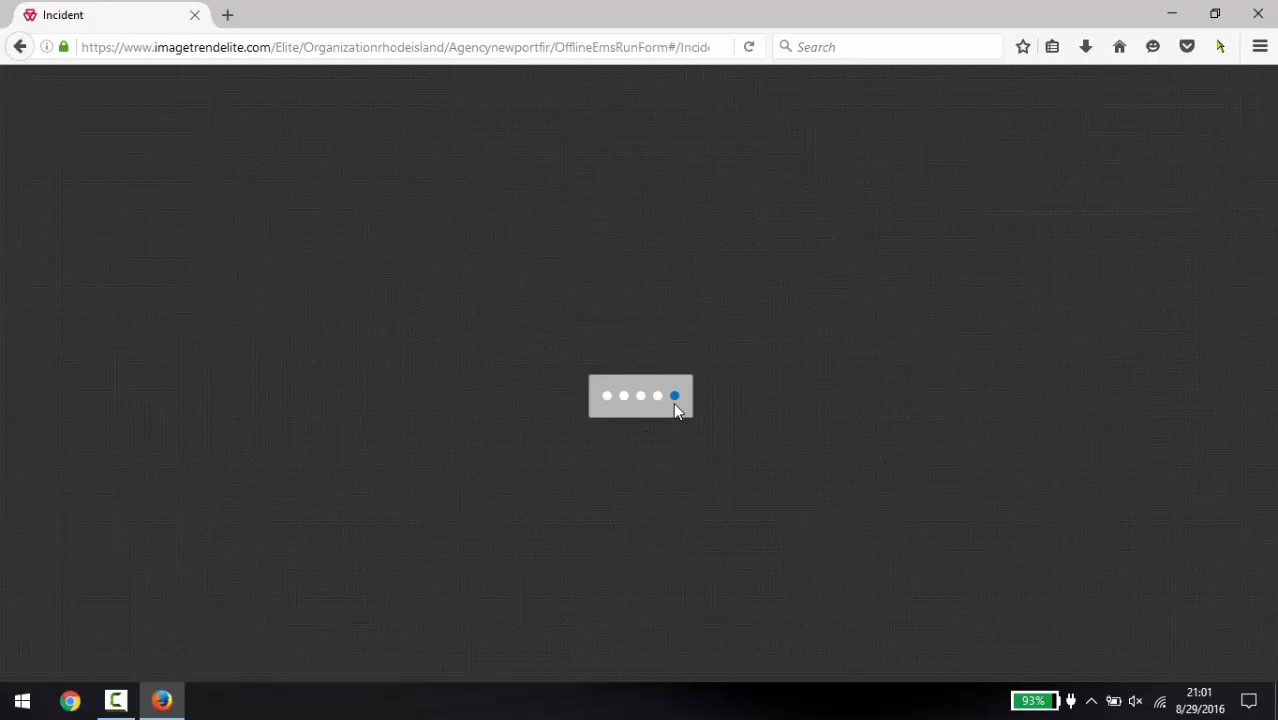 Incident
https://www.imagetrendelite.com/Elite/Organizationrhodeisland/Agencynewportfir/OfflineEmsRunForm#/Incid
Search
93%
21:01
8/29/2016